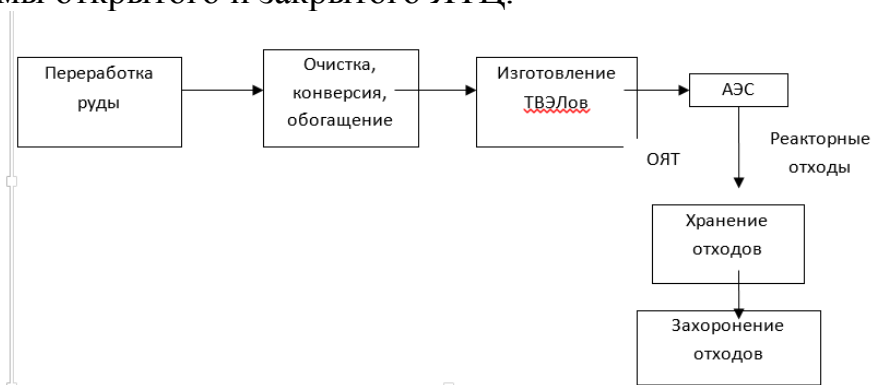 мы открытого и закрытого ЯТЦ.
Переработка
руды
Очистка,
конверсия,
обогащение
Изготовление
ТВЭЛов
АЭС
ОЯТ
Реакторные
отходы
Хранение
отходов
Захоронение
отходов